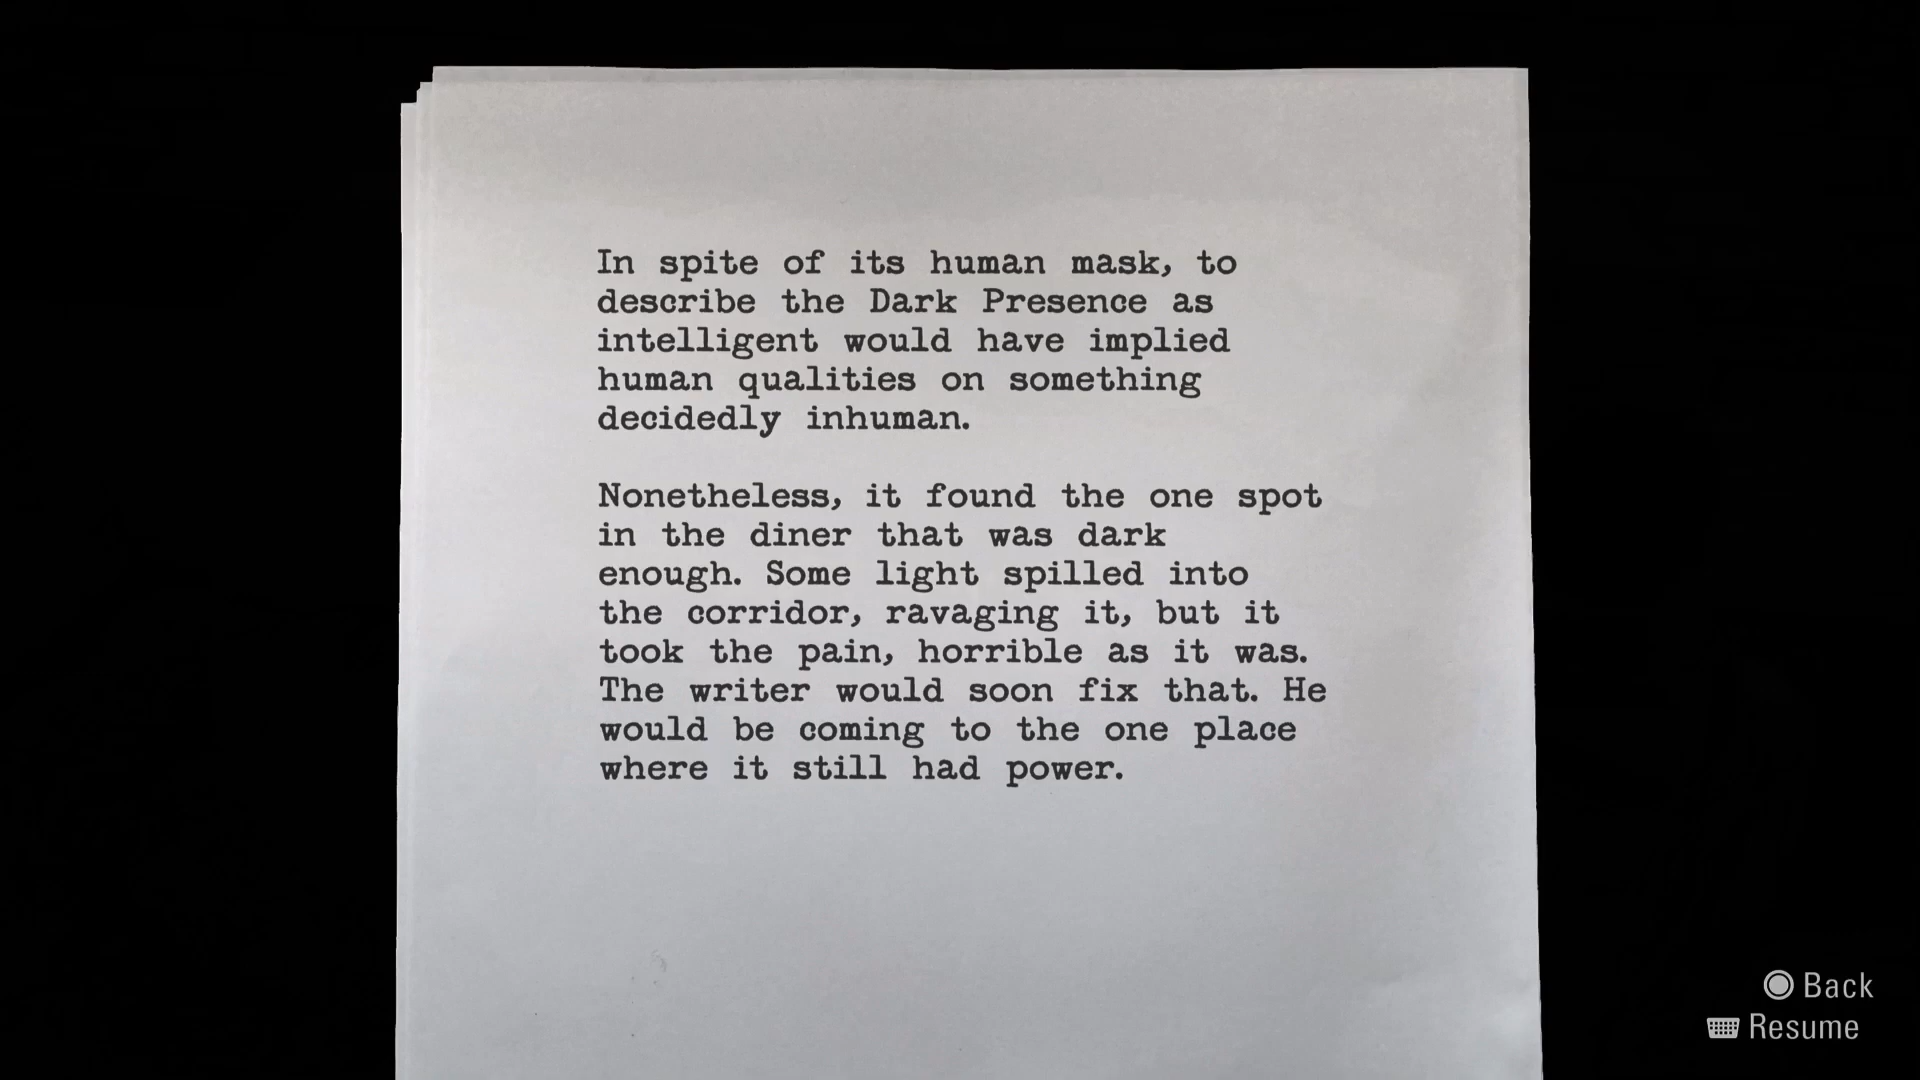 In spite of its human mask, to
describe the Dark Presence as
intelligent would have implied
human qualities on something
decidedly inhuman.
Nonetheless, it found the one spot
in the diner that was dark
enough. Some light spilled into
the corridor, ravaging it, but it
took the pain, horrible as it was.
The writer would soon fix that. He
would be coming to the one place
where it still had power.
Back
Resume